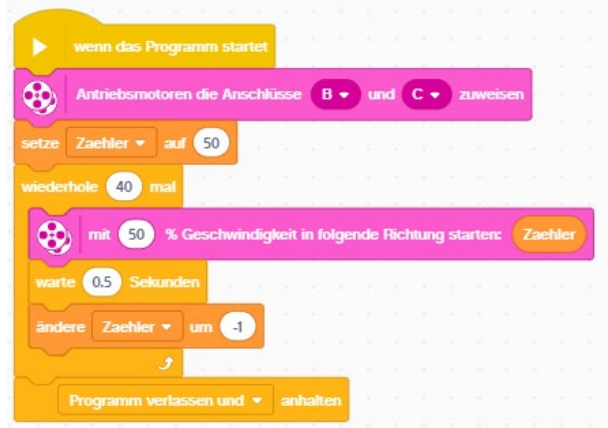 wenn das Programm startet
Antriebsmotoren die Anschlüsse B und C zuweisen
setze Zaehler auf 50
wiederhole 40 mal
mit 50 % Geschwindigkeit in folgende Richtung starten: Zaehler
warte 0.5 Sekunden
ändere Zaehler um -1
Programm verlassen und anhalten